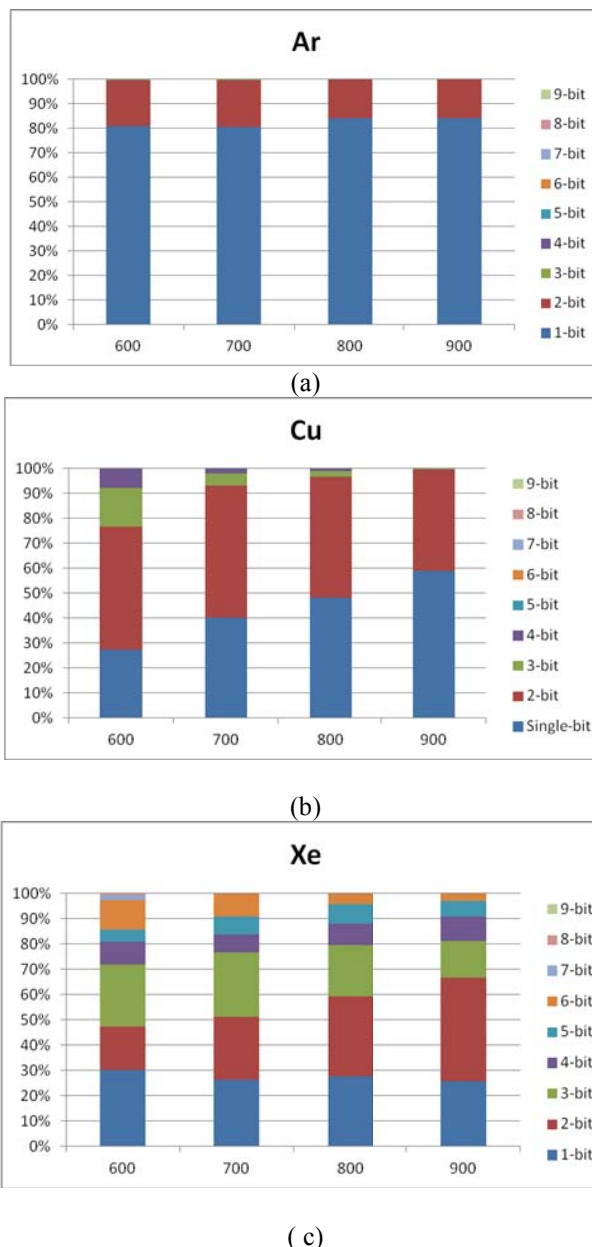 Ar
100%
90%
80%
70%
60%
50%
40%
30%
20%
10%
0%
600 700 800 900
9-bit
8-bit
7-bit
6-bit
5-bit
4-bit
3-bit
2-bit
1-bit
(a)
Cu
100%
90%
80%
70%
60%
50%
40%
30%
20%
10%
0%
600 700 800 900
9-bit
8-bit
7-bit
6-bit
5-bit
4-bit
3-bit
2-bit
Single-bit
(b)
Xe
100%
90%
80%
70%
60%
50%
40%
30%
20%
10%
0%
600 700 800 900
9-bit
8-bit
7-bit
6-bit
5-bit
4-bit
3-bit
2-bit
1-bit
( c)